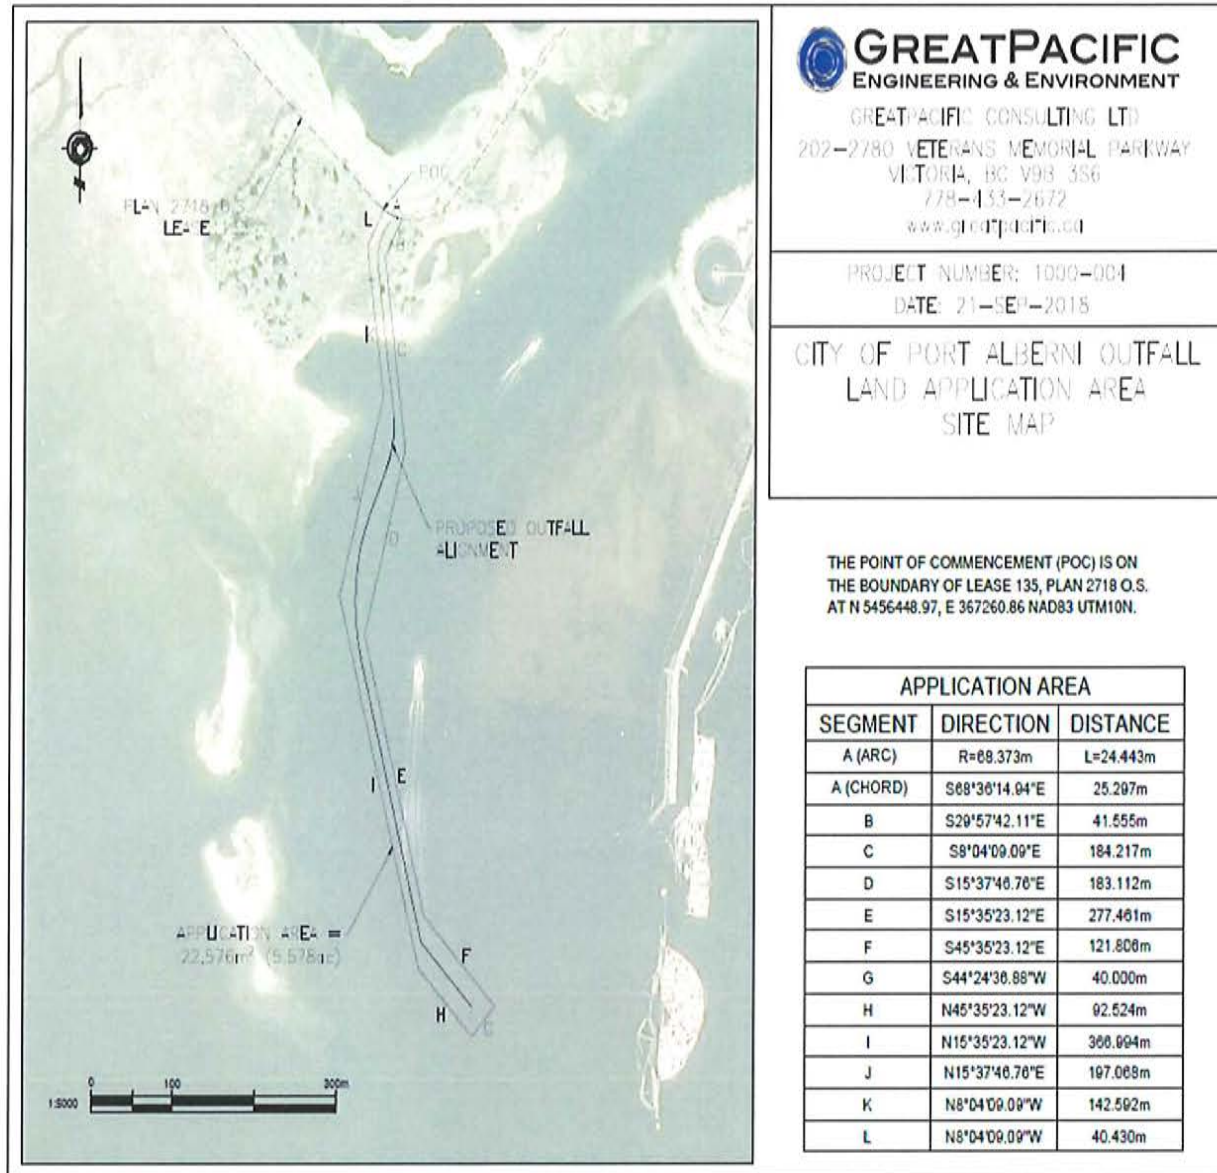 GREATPACIFIC
ENGINEERING & ENVIRONMENT
GREATPACIFIC CONSULTING LTD
202-2780 VETERANS MEMORIAL PARKWAY
VICTORIA, BC V9B 3S6
778-433-2672
www.greatpacific.ca
PROJECT NUMBER: 1000-004
DATE: 21-SEP-2018
CITY OF PORT ALBERNI OUTFALL
LAND APPLICATION AREA
SITE MAP
THE POINT OF COMMENCEMENT (POC) IS ON
THE BOUNDARY OF LEASE 135, PLAN 2718 O.S.
AT N 5456448.97, E 367260.86 NAD83 UTM10N.
APPLICATION AREA
SEGMENT DIRECTION DISTANCE
A (ARC) R=68.373m L=24.443m
A (CHORD) S68°36'14.94"E 25.297m
B S29°57'42.11"E 41.555m
C S8°04'09.09"E 184.217m
D S15°37'46.76"E 183.112m
E S15°35'23.12"E 277.461m
F S45°35'23.12"E 121.806m
G S44°24'36.88"W 40.000m
H N45°35'23.12"W 92.524m
I N15°35'23.12"W 366.994m
J N15°37'46.76"E 197.068m
K N8°04'09.09"W 142.592m
L N8°04'09.09"W 40.430m
POC
PLAN 2718
LEASE
L
A
B
C
J
D
PROPOSED OUTFALL
ALIGNMENT
E
I
APPLICATION AREA =
22,576m² (5.578ac)
F
H
G
0 100 300m
1:5000